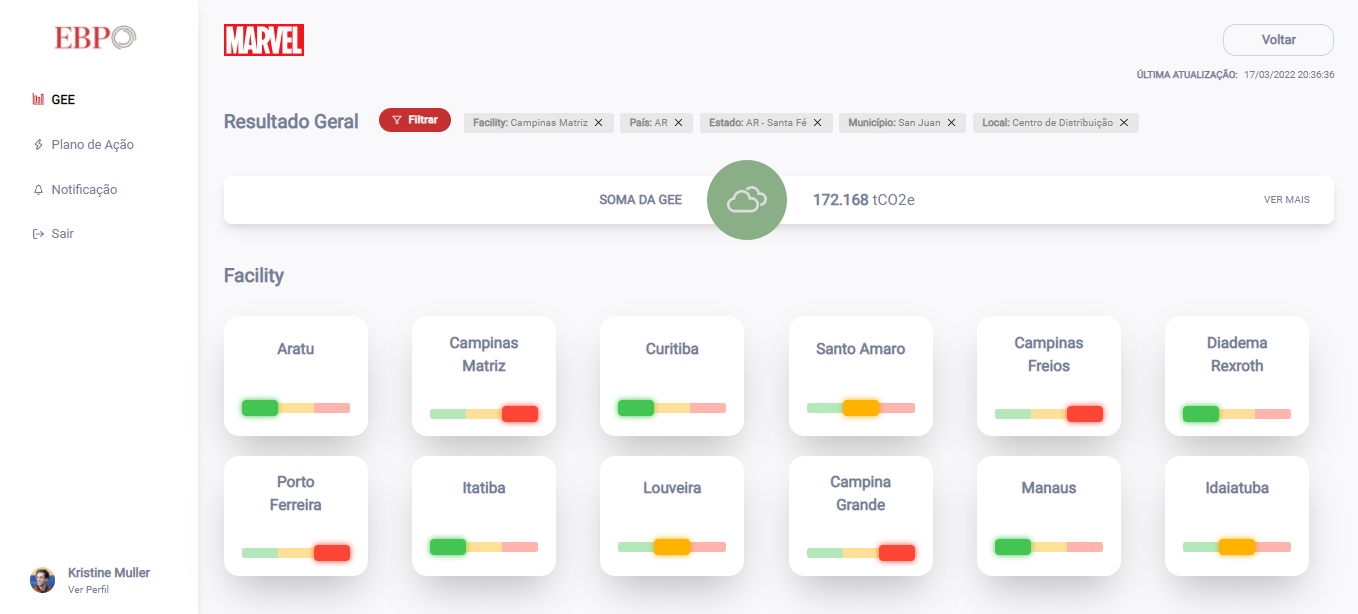 EBP
GEE
Plano de Ação
Notificação
Sair
Kristine Muller
Ver Perfil
MARVEL
Voltar
ÚLTIMA ATUALIZAÇÃO: 17/03/2022 20:36:36
Resultado Geral
Filtrar
Facility: Campinas Matriz ✕
País: AR ✕
Estado: AR - Santa Fé ✕
Município: San Juan ✕
Local: Centro de Distribuição ✕
SOMA DA GEE
172.168 tCO2e
VER MAIS
Facility
Aratu
Campinas
Matriz
Curitiba
Santo Amaro
Campinas
Freios
Diadema
Rexroth
Porto
Ferreira
Itatiba
Louveira
Campina
Grande
Manaus
Idaiatuba